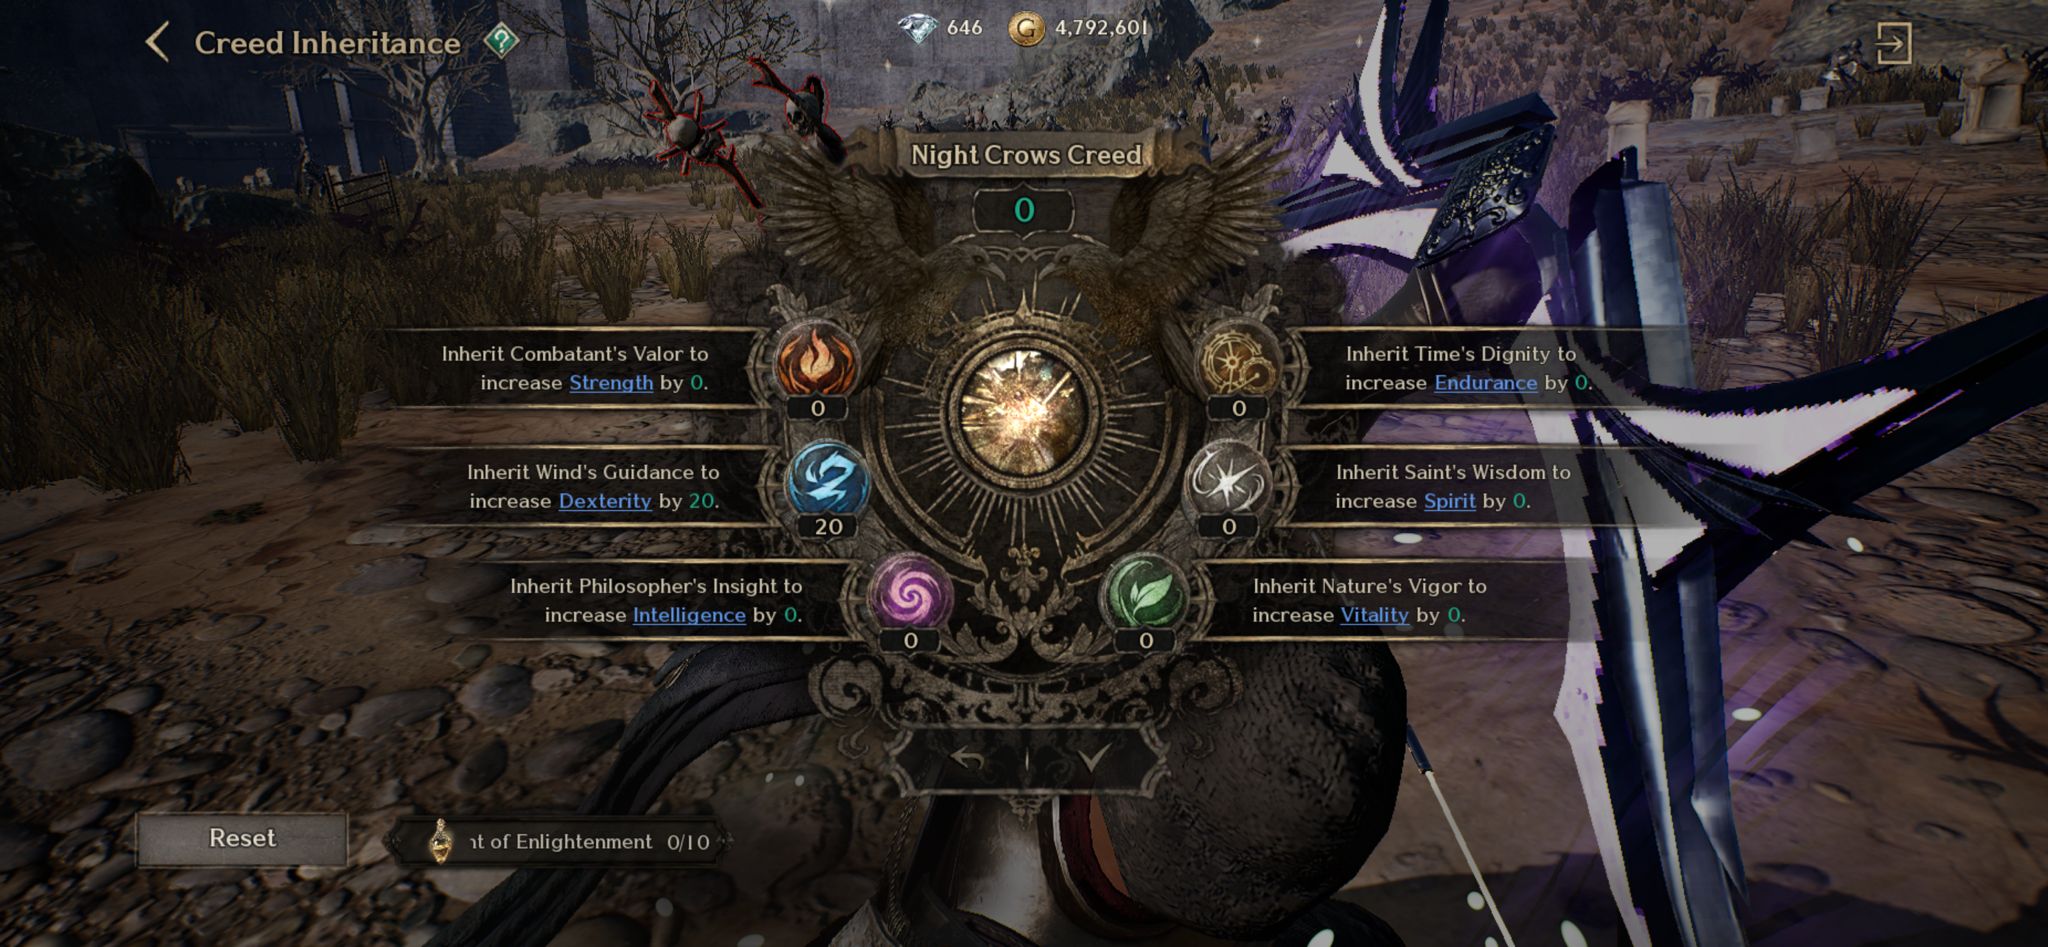 Creed Inheritance
?
646
G
4,792,601
Night Crows Creed
0
Inherit Combatant's Valor to
increase Strength by 0.
0
Inherit Wind's Guidance to
increase Dexterity by 20.
20
Inherit Philosopher's Insight to
increase Intelligence by 0.
0
Inherit Time's Dignity to
increase Endurance by 0.
0
Inherit Saint's Wisdom to
increase Spirit by 0.
0
Inherit Nature's Vigor to
increase Vitality by 0.
0
Reset
nt of Enlightenment 0/10